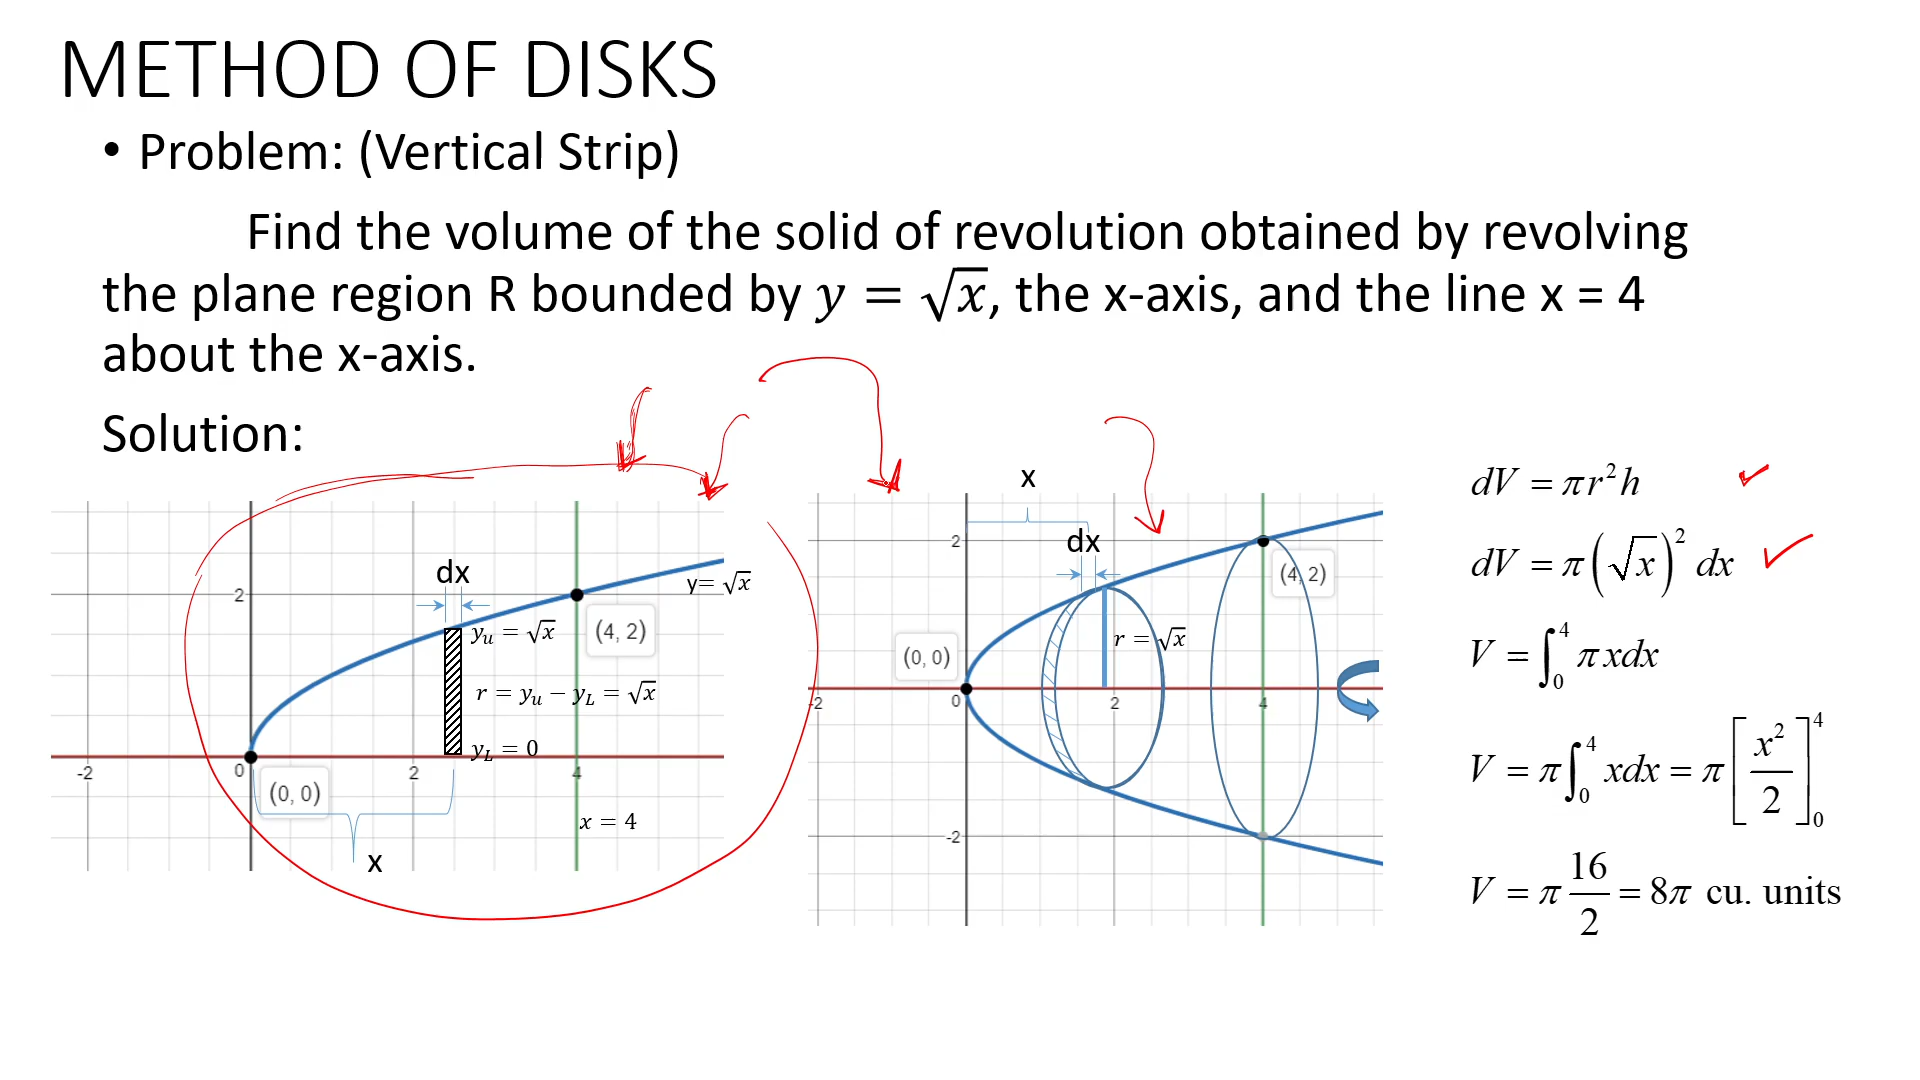 METHOD OF DISKS
• Problem: (Vertical Strip)
Find the volume of the solid of revolution obtained by revolving
the plane region R bounded by y = √x, the x-axis, and the line x = 4
about the x-axis.
Solution:
dx
2
y= √x
y_u = √x
(4, 2)
r = y_u − y_L = √x
y_L = 0
-2
0
2
4
(0, 0)
x = 4
x
x
2
dx
(4, 2)
r = √x
(0, 0)
-2
0
2
4
-2
dV = πr²h
dV = π(√x)² dx
V = ∫₀⁴ πxdx
V = π∫₀⁴ xdx = π[x²/2]₀⁴
V = π 16/2 = 8π cu. units